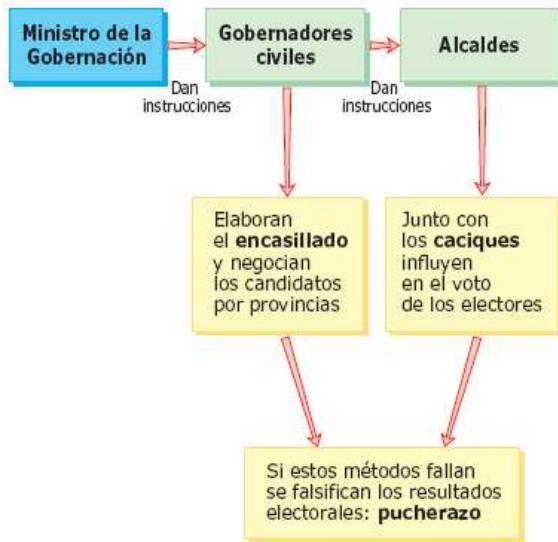 Ministro de la
Gobernación
Gobernadores
civiles
Alcaldes
Dan
instrucciones
Dan
instrucciones
Elaboran
el encasillado
y negocian
los candidatos
por provincias
Junto con
los caciques
influyen
en el voto
de los electores
Si estos métodos fallan
se falsifican los resultados
electorales: pucherazo